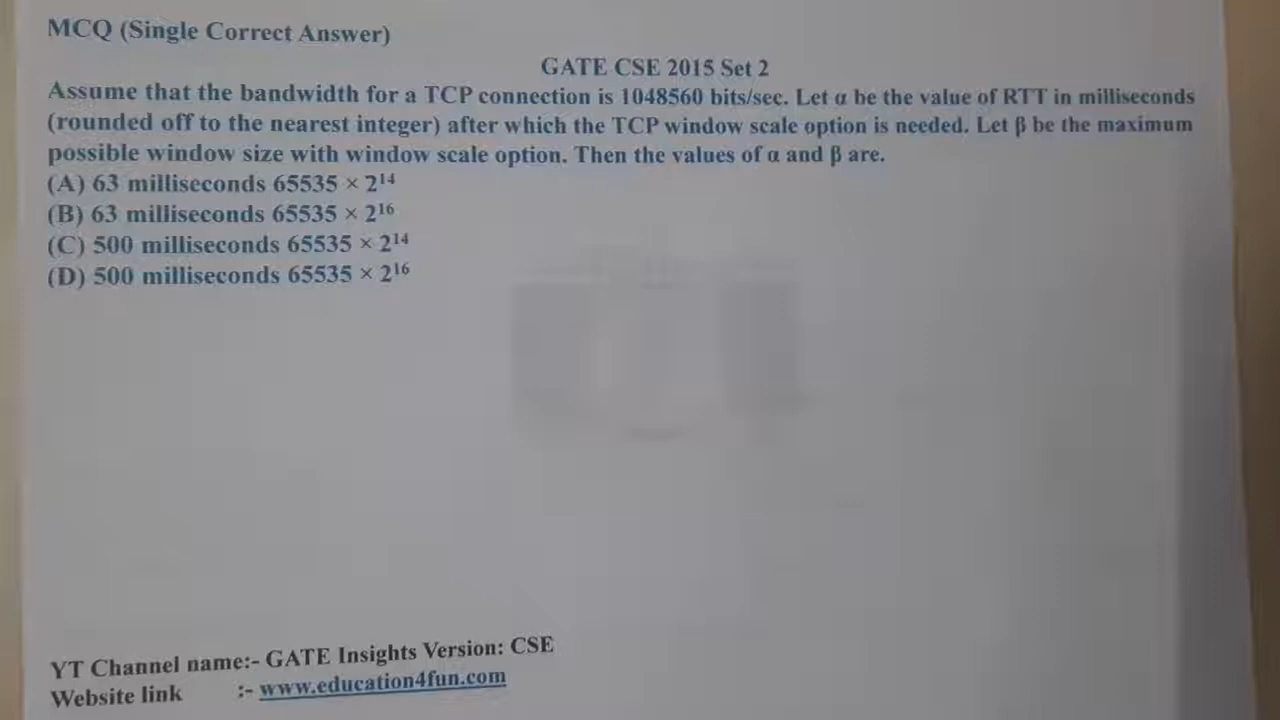 MCQ (Single Correct Answer)
GATE CSE 2015 Set 2
Assume that the bandwidth for a TCP connection is 1048560 bits/sec. Let α be the value of RTT in milliseconds
(rounded off to the nearest integer) after which the TCP window scale option is needed. Let β be the maximum
possible window size with window scale option. Then the values of α and β are.
(A) 63 milliseconds 65535 × 2¹⁴
(B) 63 milliseconds 65535 × 2¹⁶
(C) 500 milliseconds 65535 × 2¹⁴
(D) 500 milliseconds 65535 × 2¹⁶
YT Channel name:- GATE Insights Version: CSE
Website link :- www.education4fun.com